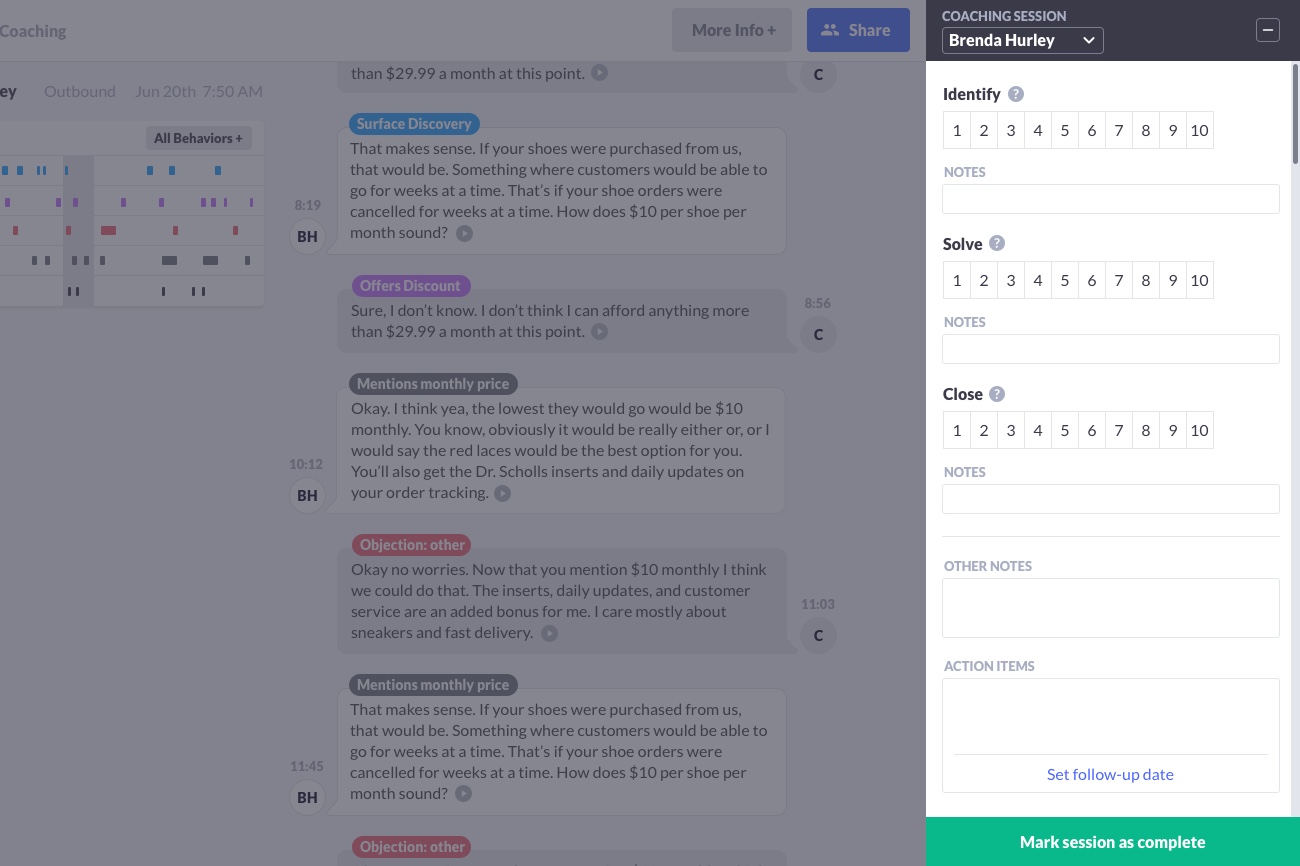 Coaching
More Info +
Share
ey
Outbound
Jun 20th 7:50 AM
All Behaviors +
than $29.99 a month at this point.
C
Surface Discovery
That makes sense. If your shoes were purchased from us,
that would be. Something where customers would be able to
go for weeks at a time. That's if your shoe orders were
cancelled for weeks at a time. How does $10 per shoe per
month sound?
8:19
BH
Offers Discount
Sure, I don't know. I don't think I can afford anything more
than $29.99 a month at this point.
8:56
C
Mentions monthly price
Okay. I think yea, the lowest they would go would be $10
monthly. You know, obviously it would be really either or, or I
would say the red laces would be the best option for you.
You'll also get the Dr. Scholls inserts and daily updates on
your order tracking.
10:12
BH
Objection: other
Okay no worries. Now that you mention $10 monthly I think
we could do that. The inserts, daily updates, and customer
service are an added bonus for me. I care mostly about
sneakers and fast delivery.
11:03
C
Mentions monthly price
That makes sense. If your shoes were purchased from us,
that would be. Something where customers would be able to
go for weeks at a time. That's if your shoe orders were
cancelled for weeks at a time. How does $10 per shoe per
month sound?
11:45
BH
Objection: other
COACHING SESSION
Brenda Hurley
Identify ?
1 2 3 4 5 6 7 8 9 10
NOTES
Solve ?
1 2 3 4 5 6 7 8 9 10
NOTES
Close ?
1 2 3 4 5 6 7 8 9 10
NOTES
OTHER NOTES
ACTION ITEMS
Set follow-up date
Mark session as complete